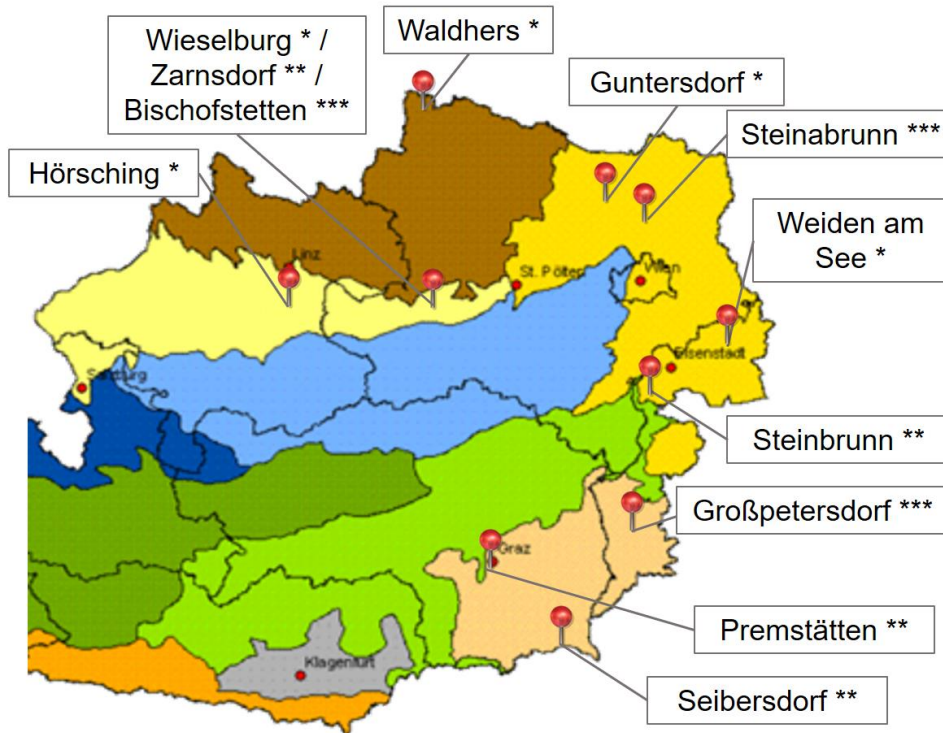 Wieselburg * /
Zarnsdorf ** /
Bischofstetten ***
Waldhers *
Guntersdorf *
Steinabrunn ***
Hörsching *
Weiden am
See *
Linz
St. Pölten
Wien
Eisenstadt
Salzburg
Steinbrunn **
Großpetersdorf ***
Graz
Premstätten **
Klagenfurt
Seibersdorf **